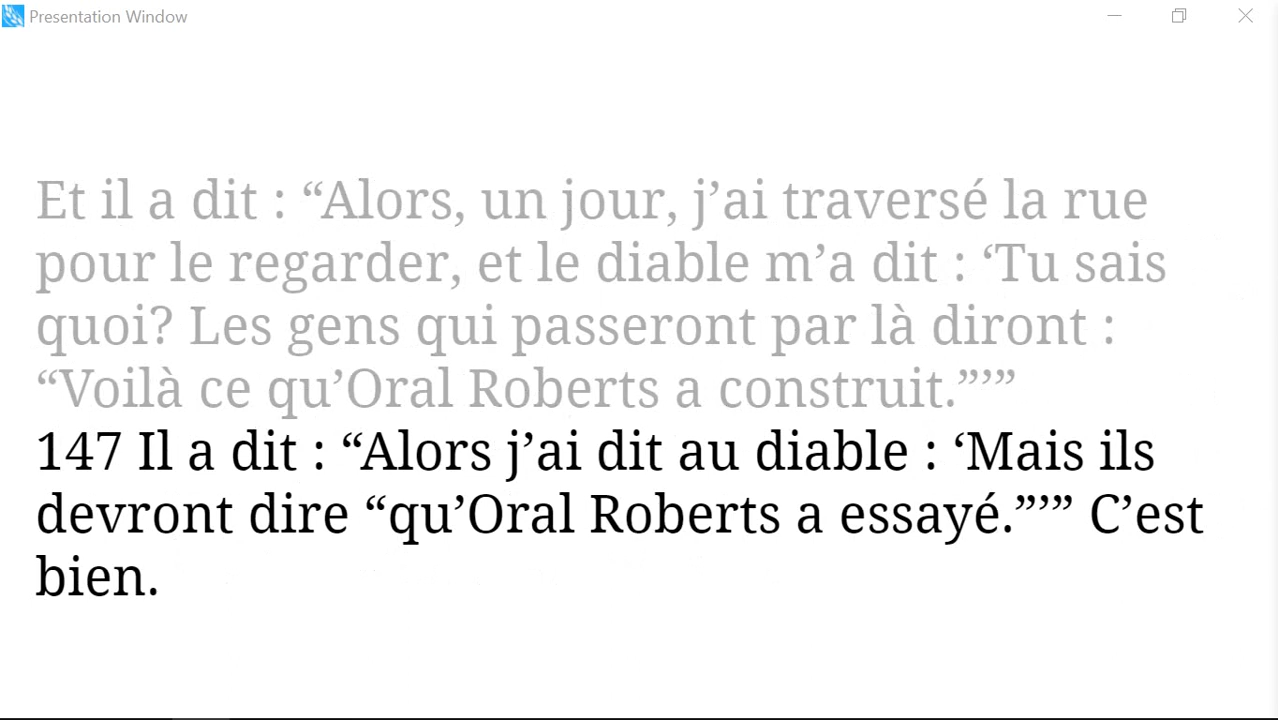 Presentation Window
Et il a dit : “Alors, un jour, j’ai traversé la rue
pour le regarder, et le diable m’a dit : ‘Tu sais
quoi? Les gens qui passeront par là diront :
“Voilà ce qu’Oral Roberts a construit.”’”
147 Il a dit : “Alors j’ai dit au diable : ‘Mais ils
devront dire “qu’Oral Roberts a essayé.”’” C’est
bien.